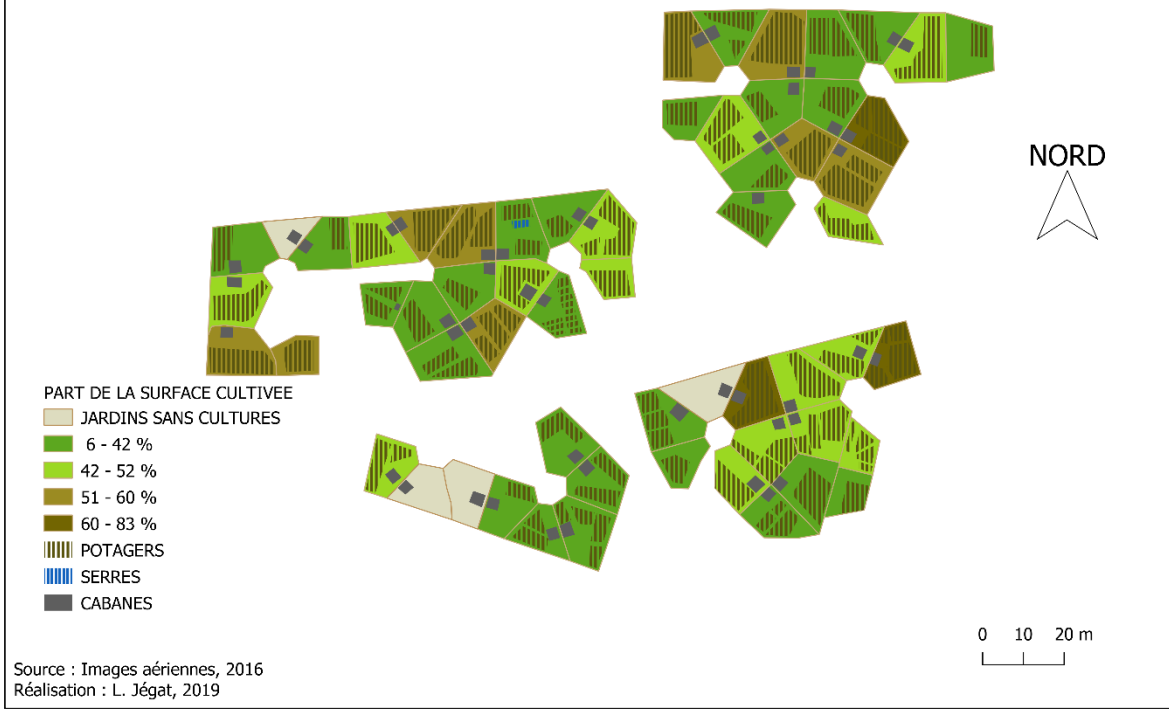 NORD
PART DE LA SURFACE CULTIVEE
JARDINS SANS CULTURES
6 - 42 %
42 - 52 %
51 - 60 %
60 - 83 %
POTAGERS
SERRES
CABANES
0 10 20 m
Source : Images aériennes, 2016
Réalisation : L. Jégat, 2019